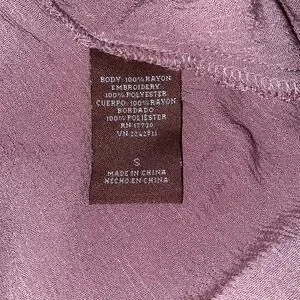 BODY: 100% RAYON
EMBROIDERY:
100% POLYESTER
CUERPO: 100% RAYON
BORDADO:
100% POLIESTER
RN 17730
VN 2242911
S
MADE IN CHINA
HECHO EN CHINA